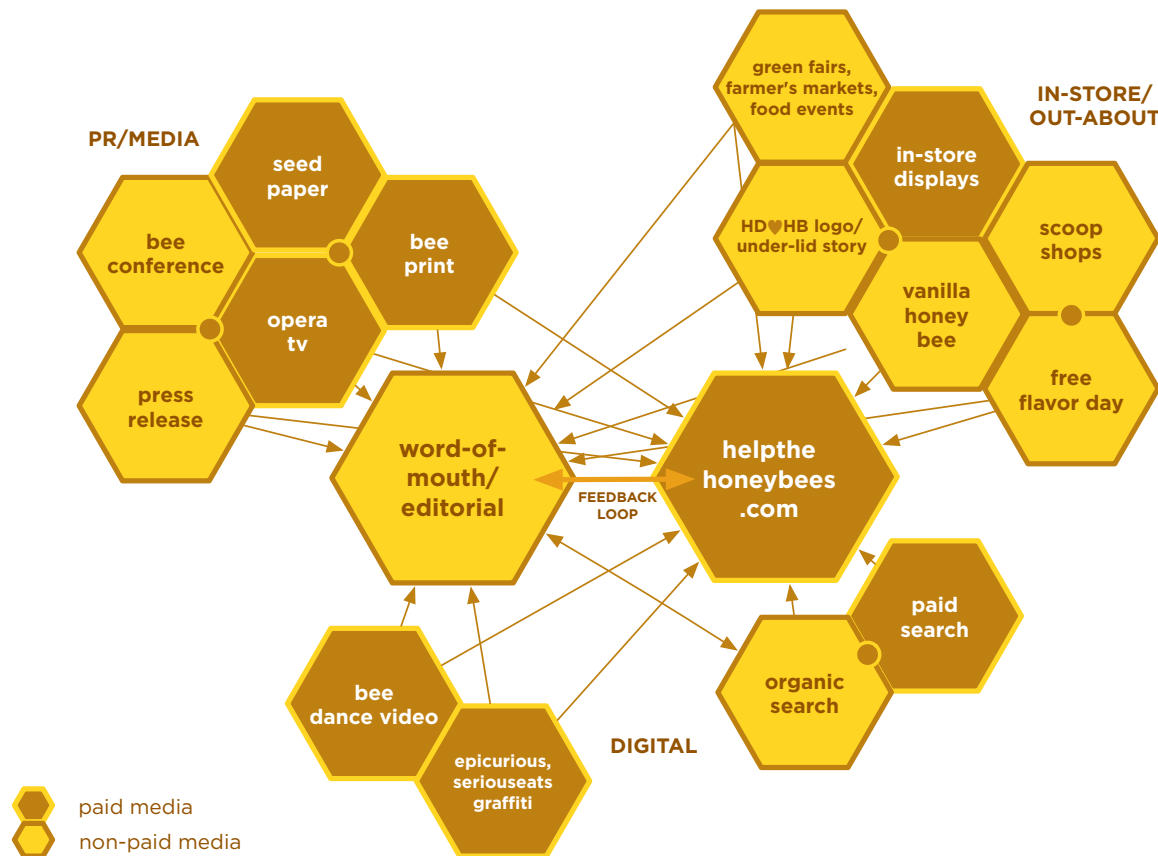 PR/MEDIA
seed
paper
bee
conference
bee
print
opera
tv
press
release
green fairs,
farmer's markets,
food events
IN-STORE/
OUT-ABOUT
in-store
displays
HD♥HB logo/
under-lid story
scoop
shops
vanilla
honey
bee
free
flavor day
word-of-
mouth/
editorial
FEEDBACK
LOOP
helpthe
honeybees
.com
paid
search
organic
search
bee
dance video
epicurious,
seriouseats
graffiti
DIGITAL
paid media
non-paid media